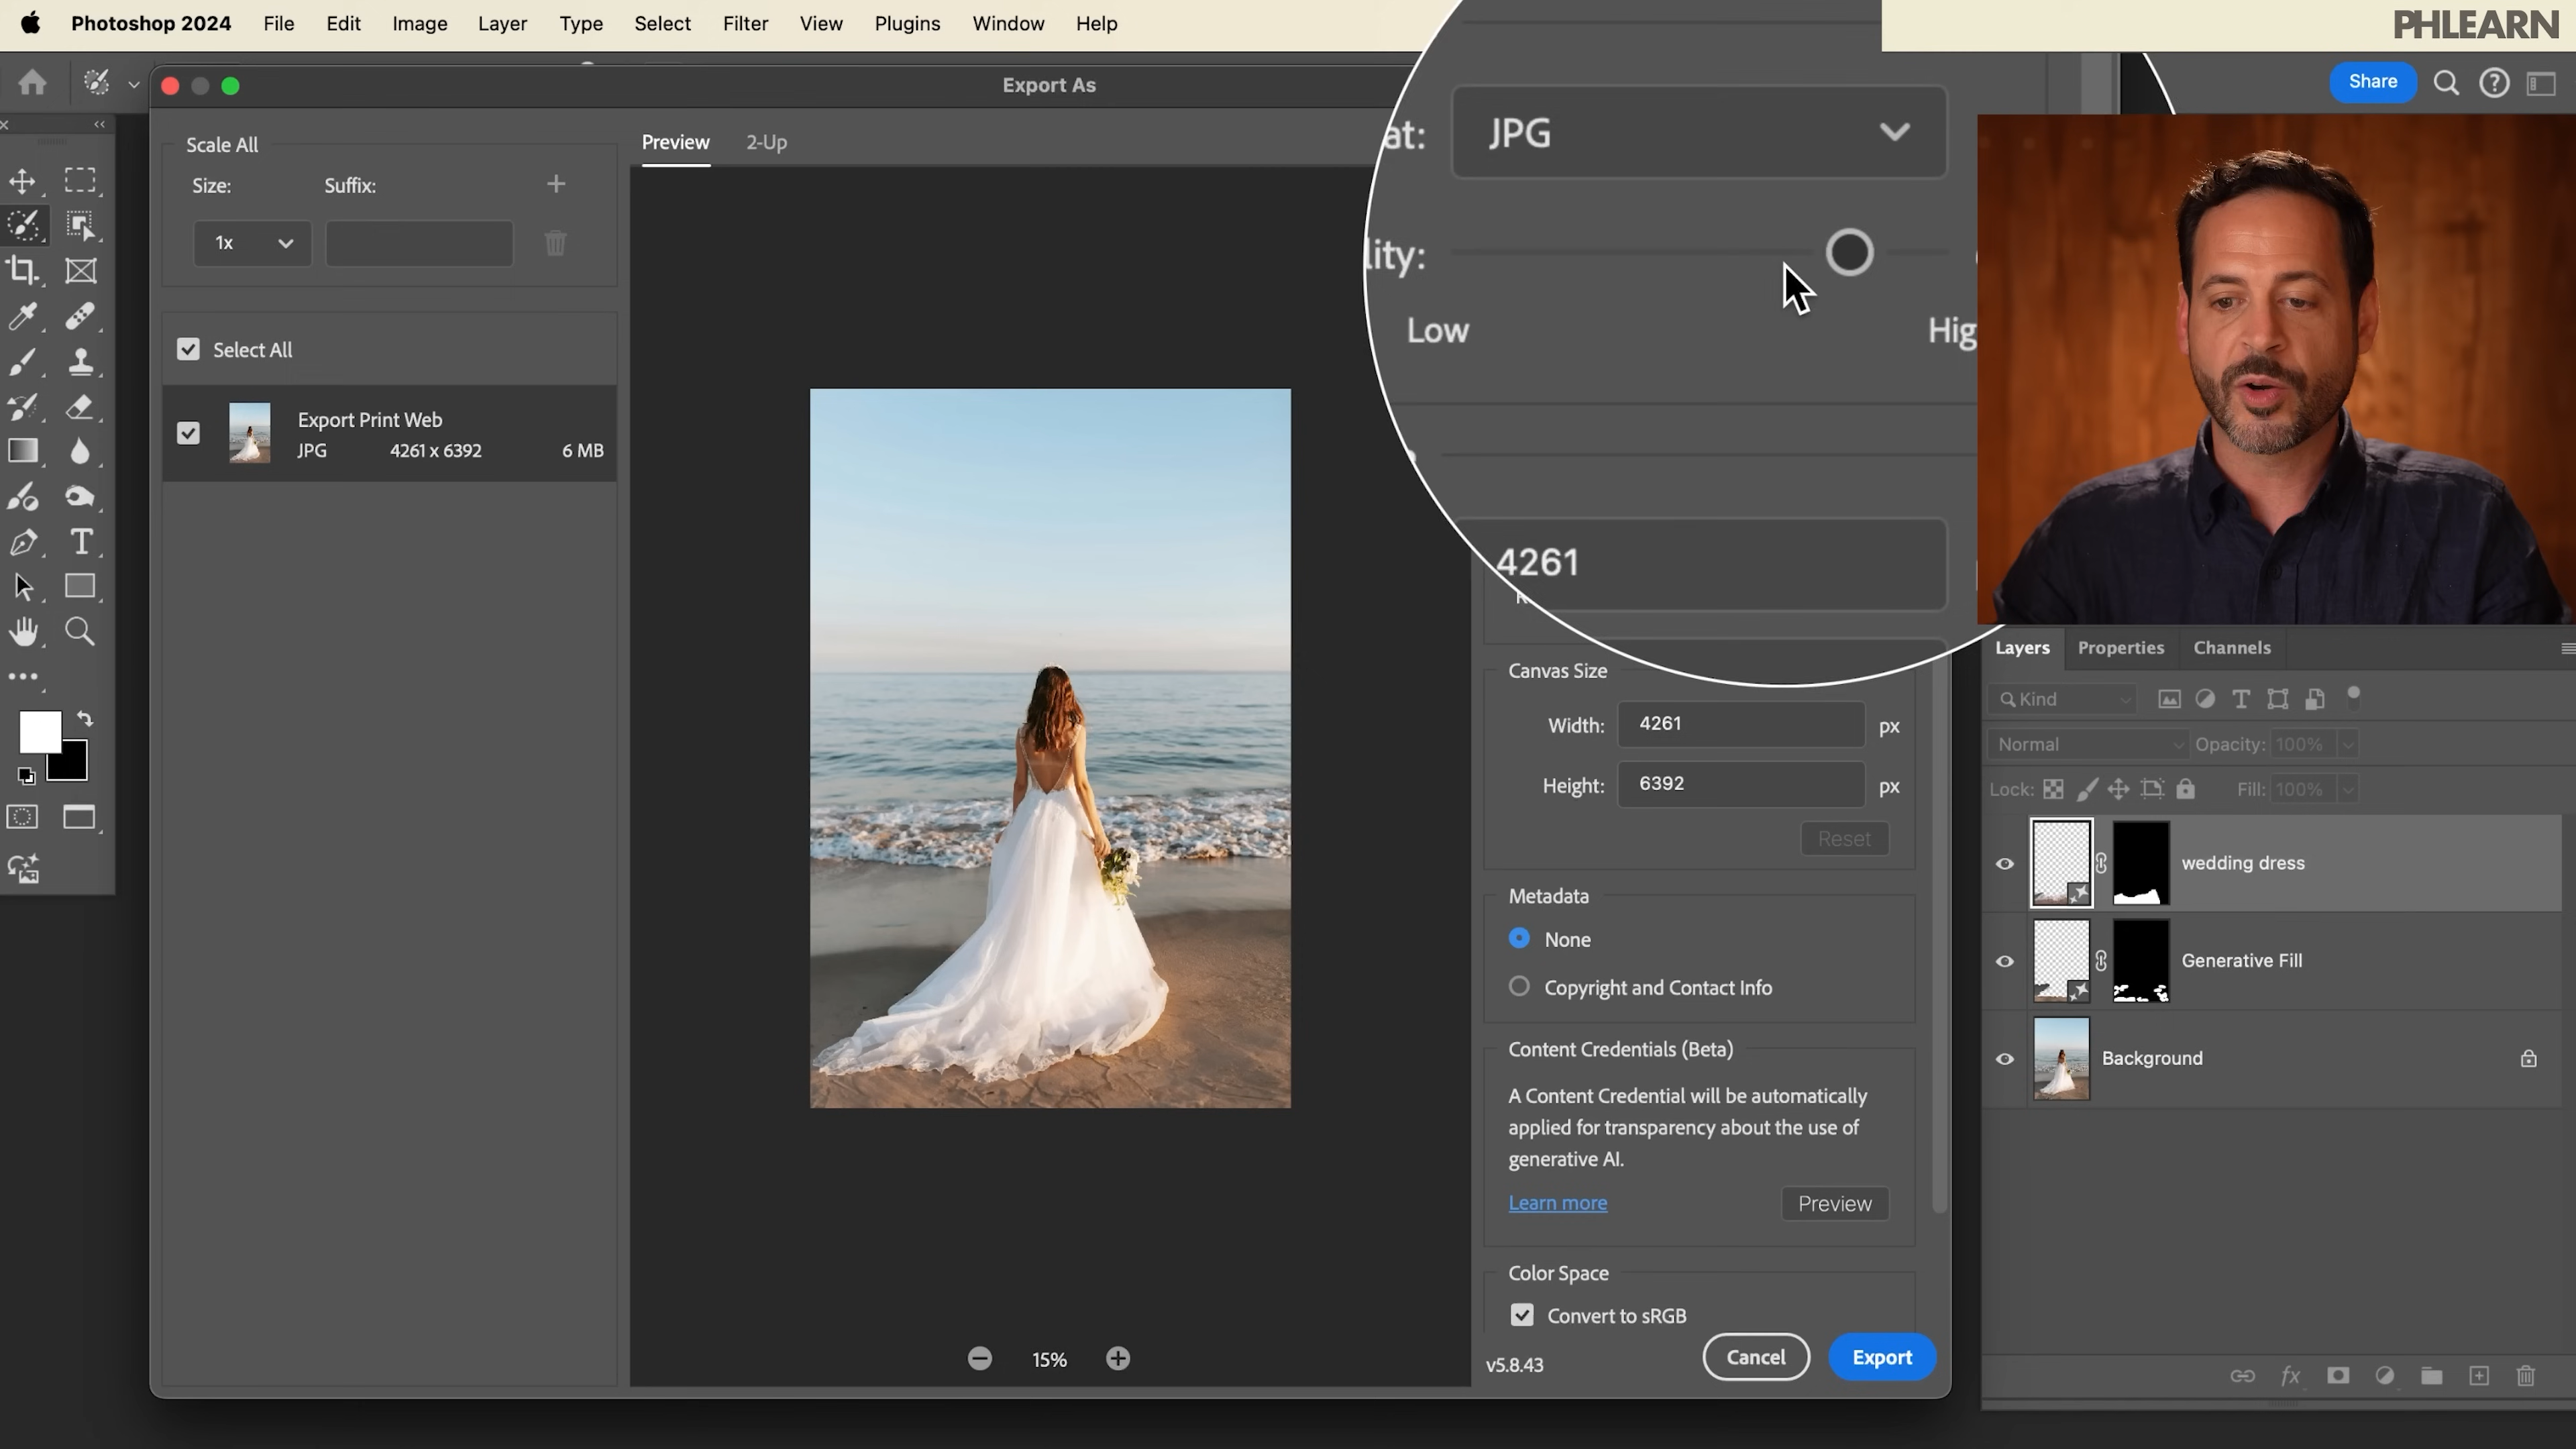 Photoshop 2024 File Edit Image Layer Type Select Filter View Plugins Window Help
PHLEARN
Export As
Share
Scale All
Size: Suffix:
1x
Select All
Export Print Web
JPG 4261 x 6392 6 MB
Preview 2-Up
at: JPG
lity:
Low Hig
4261
Canvas Size
Width: 4261 px
Height: 6392 px
Reset
Metadata
None
Copyright and Contact Info
Content Credentials (Beta)
A Content Credential will be automatically
applied for transparency about the use of
generative AI.
Learn more Preview
Color Space
Convert to sRGB
v5.8.43 Cancel Export
15%
Layers Properties Channels
Kind
Normal Opacity: 100%
Lock: Fill: 100%
wedding dress
Generative Fill
Background
fx